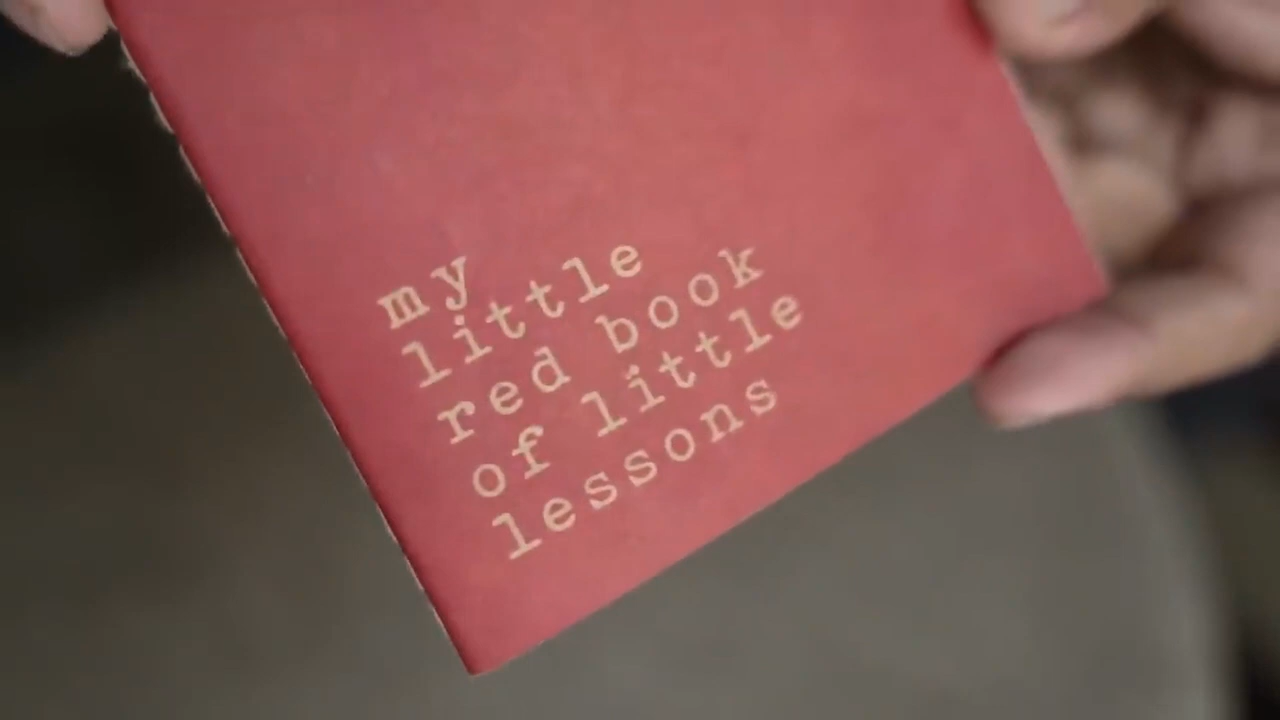 my
little
red book
of little
lessons